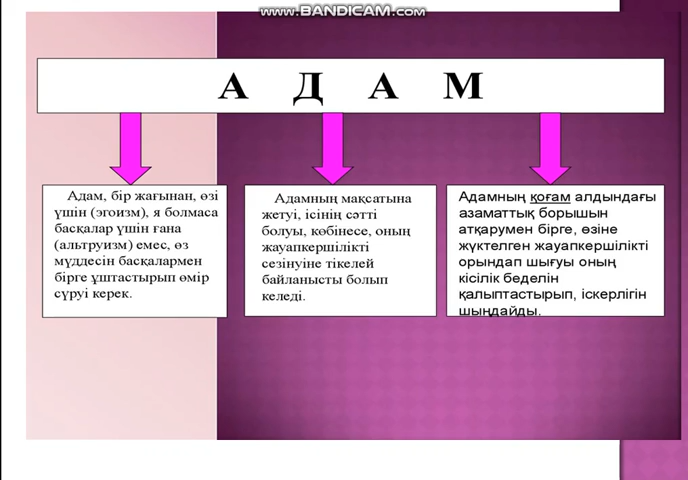 www.BANDICAM.com
А Д А М
Адам, бір жағынан, өзі
үшін (эгоизм), я болмаса
басқалар үшін ғана
(альтруизм) емес, өз
мүддесін басқалармен
бірге ұштастырып өмір
сүруі керек.
Адамның мақсатына
жетуі, ісінің сәтті
болуы, көбінесе, оның
жауапкершілікті
сезінуіне тікелей
байланысты болып
келеді.
Адамның қоғам алдындағы
азаматтық борышын
атқарумен бірге, өзіне
жүктелген жауапкершілікті
орындап шығуы оның
кісілік беделін
қалыптастырып, іскерлігін
шыңдайды.